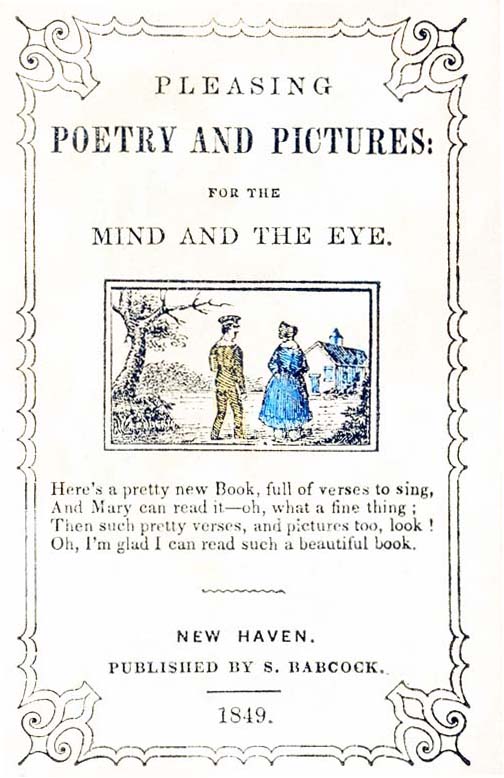 PLEASING
POETRY AND PICTURES:
FOR THE
MIND AND THE EYE.
Here's a pretty new Book, full of verses to sing,
And Mary can read it—oh, what a fine thing ;
Then such pretty verses, and pictures too, look !
Oh, I'm glad I can read such a beautiful book.
NEW HAVEN.
PUBLISHED BY S. BABCOCK.
1849.